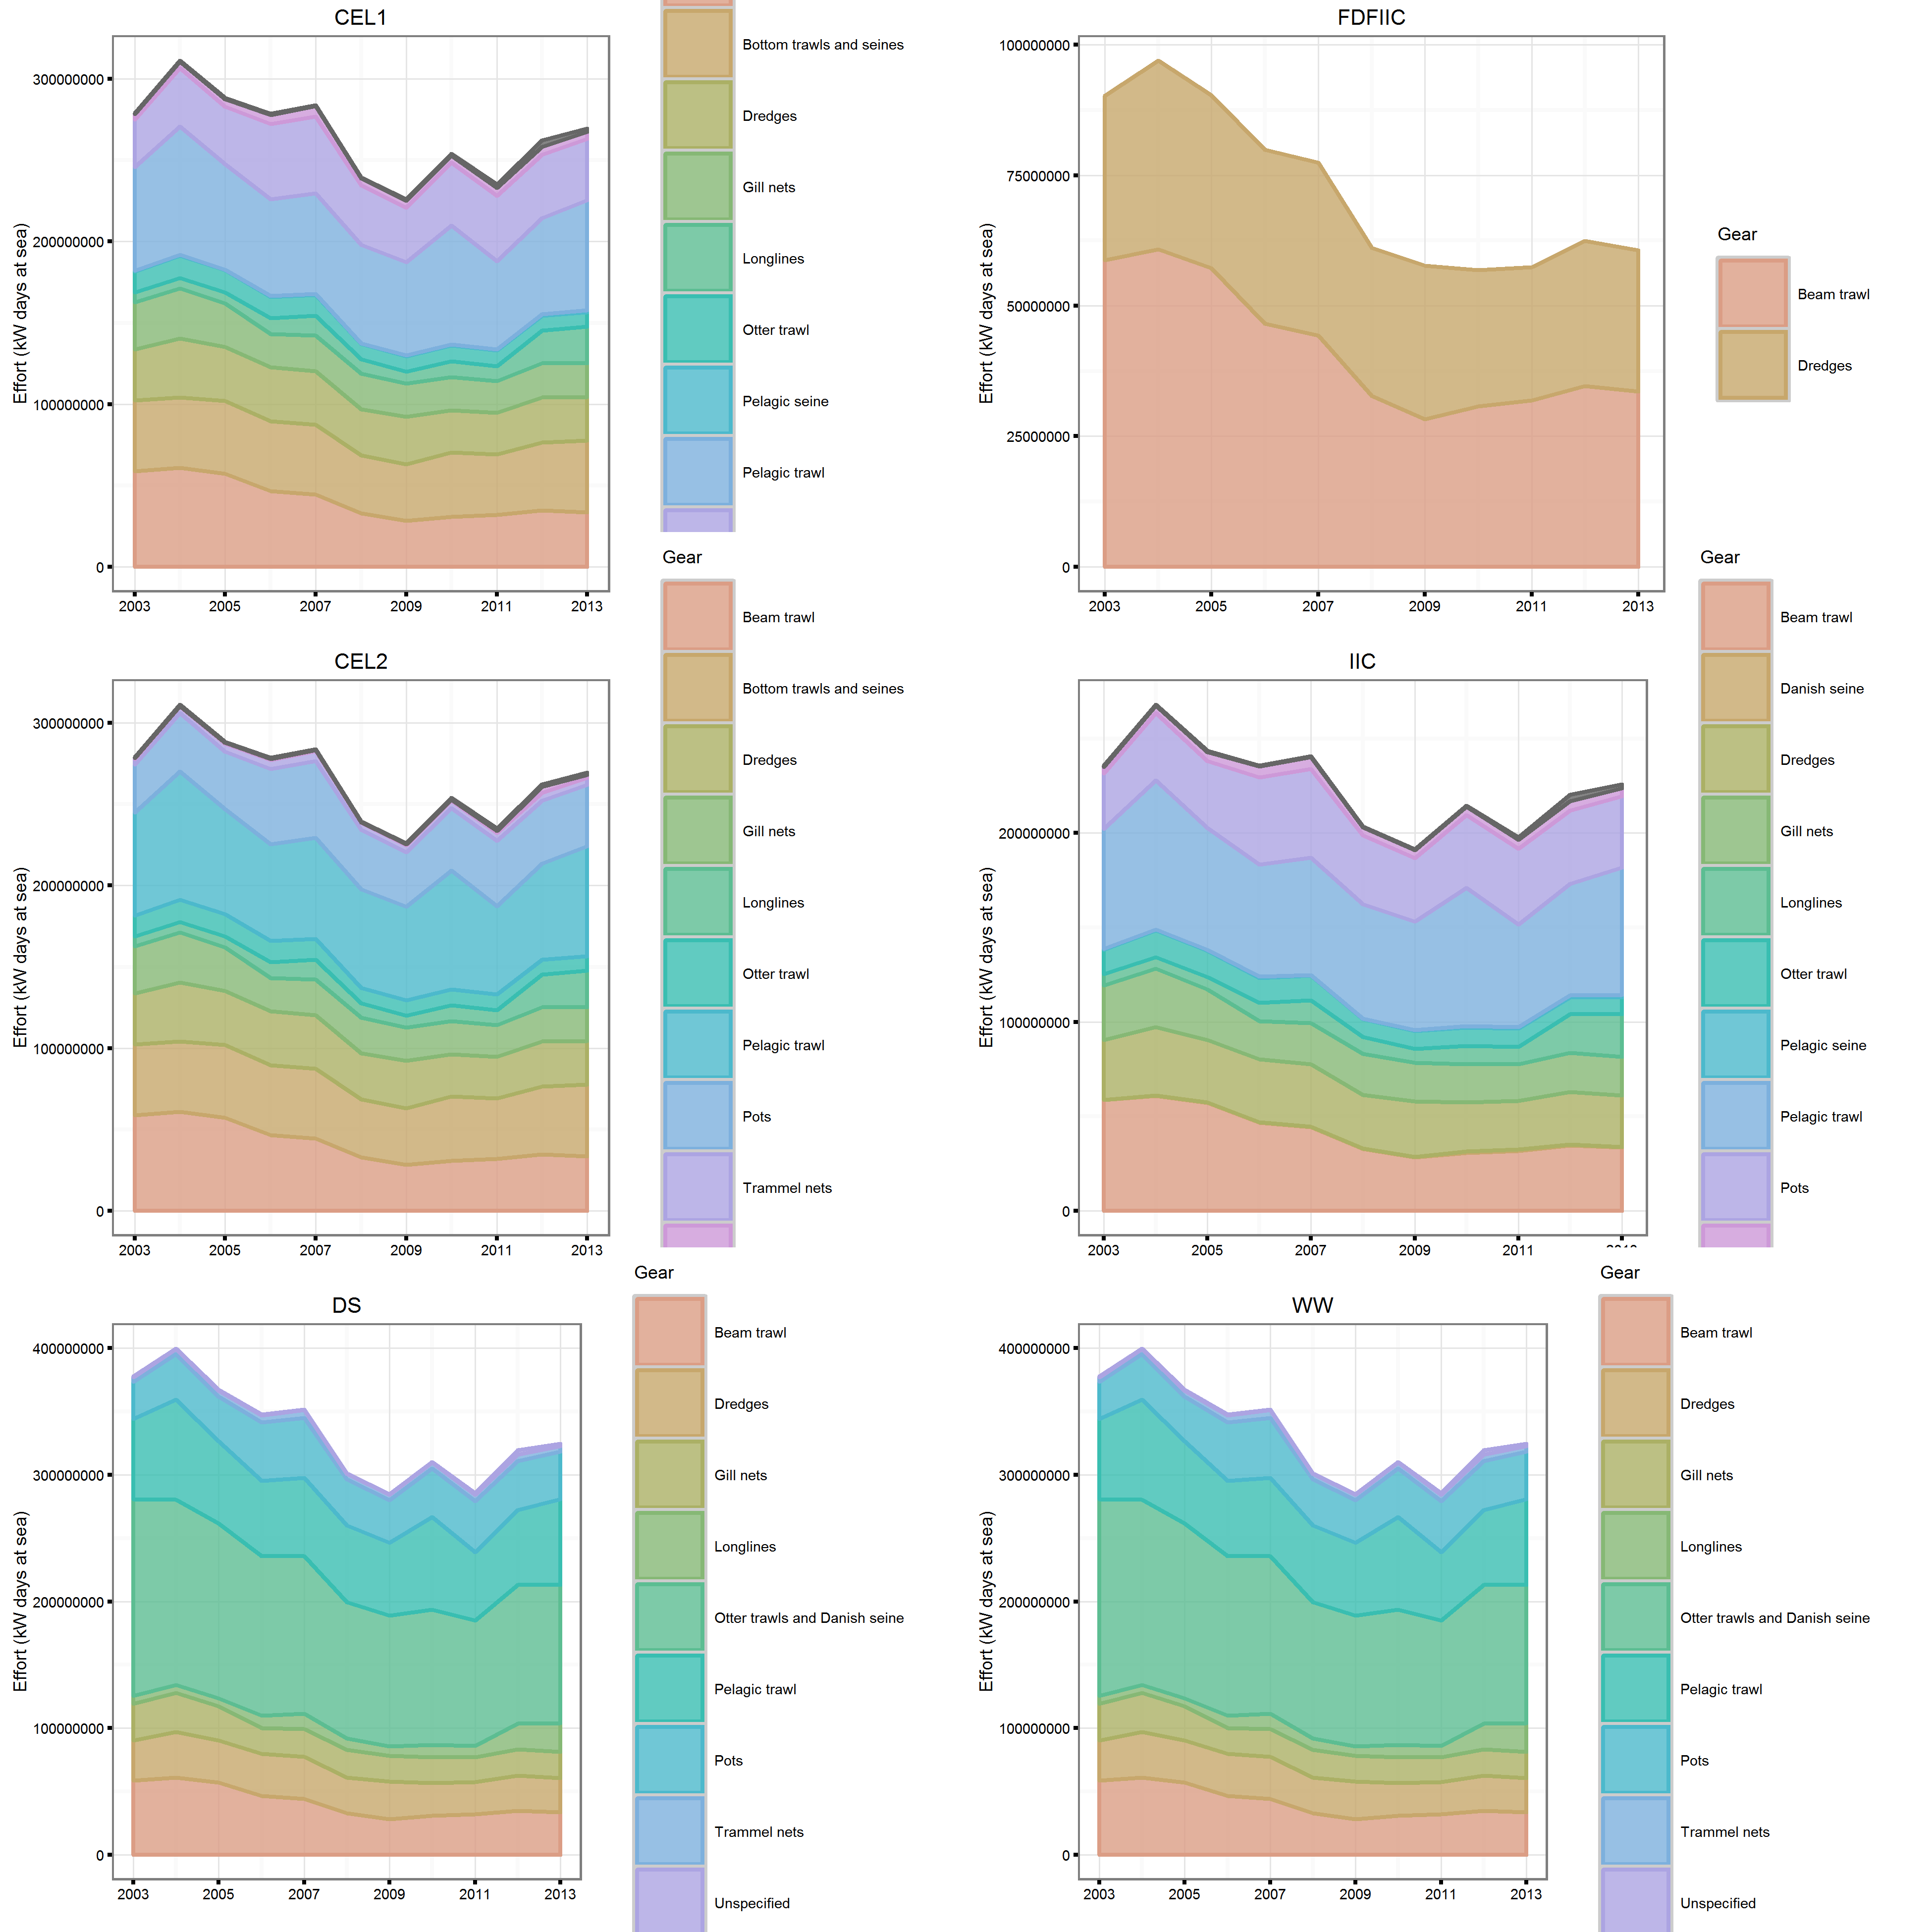 CEL1
Effort (kW days at sea)
300000000
200000000
100000000
0
2003 2005 2007 2009 2011 2013
Bottom trawls and seines
Dredges
Gill nets
Longlines
Otter trawl
Pelagic seine
Pelagic trawl
FDFIIC
Effort (kW days at sea)
100000000
75000000
50000000
25000000
0
2003 2005 2007 2009 2011 2013
Gear
Beam trawl
Dredges
CEL2
Effort (kW days at sea)
300000000
200000000
100000000
0
2003 2005 2007 2009 2011 2013
Gear
Beam trawl
Bottom trawls and seines
Dredges
Gill nets
Longlines
Otter trawl
Pelagic trawl
Pots
Trammel nets
IIC
Effort (kW days at sea)
200000000
100000000
0
2003 2005 2007 2009 2011
Gear
Beam trawl
Danish seine
Dredges
Gill nets
Longlines
Otter trawl
Pelagic seine
Pelagic trawl
Pots
DS
Effort (kW days at sea)
400000000
300000000
200000000
100000000
0
2003 2005 2007 2009 2011 2013
Gear
Beam trawl
Dredges
Gill nets
Longlines
Otter trawls and Danish seine
Pelagic trawl
Pots
Trammel nets
Unspecified
WW
Effort (kW days at sea)
400000000
300000000
200000000
100000000
0
2003 2005 2007 2009 2011 2013
Gear
Beam trawl
Dredges
Gill nets
Longlines
Otter trawls and Danish seine
Pelagic trawl
Pots
Trammel nets
Unspecified